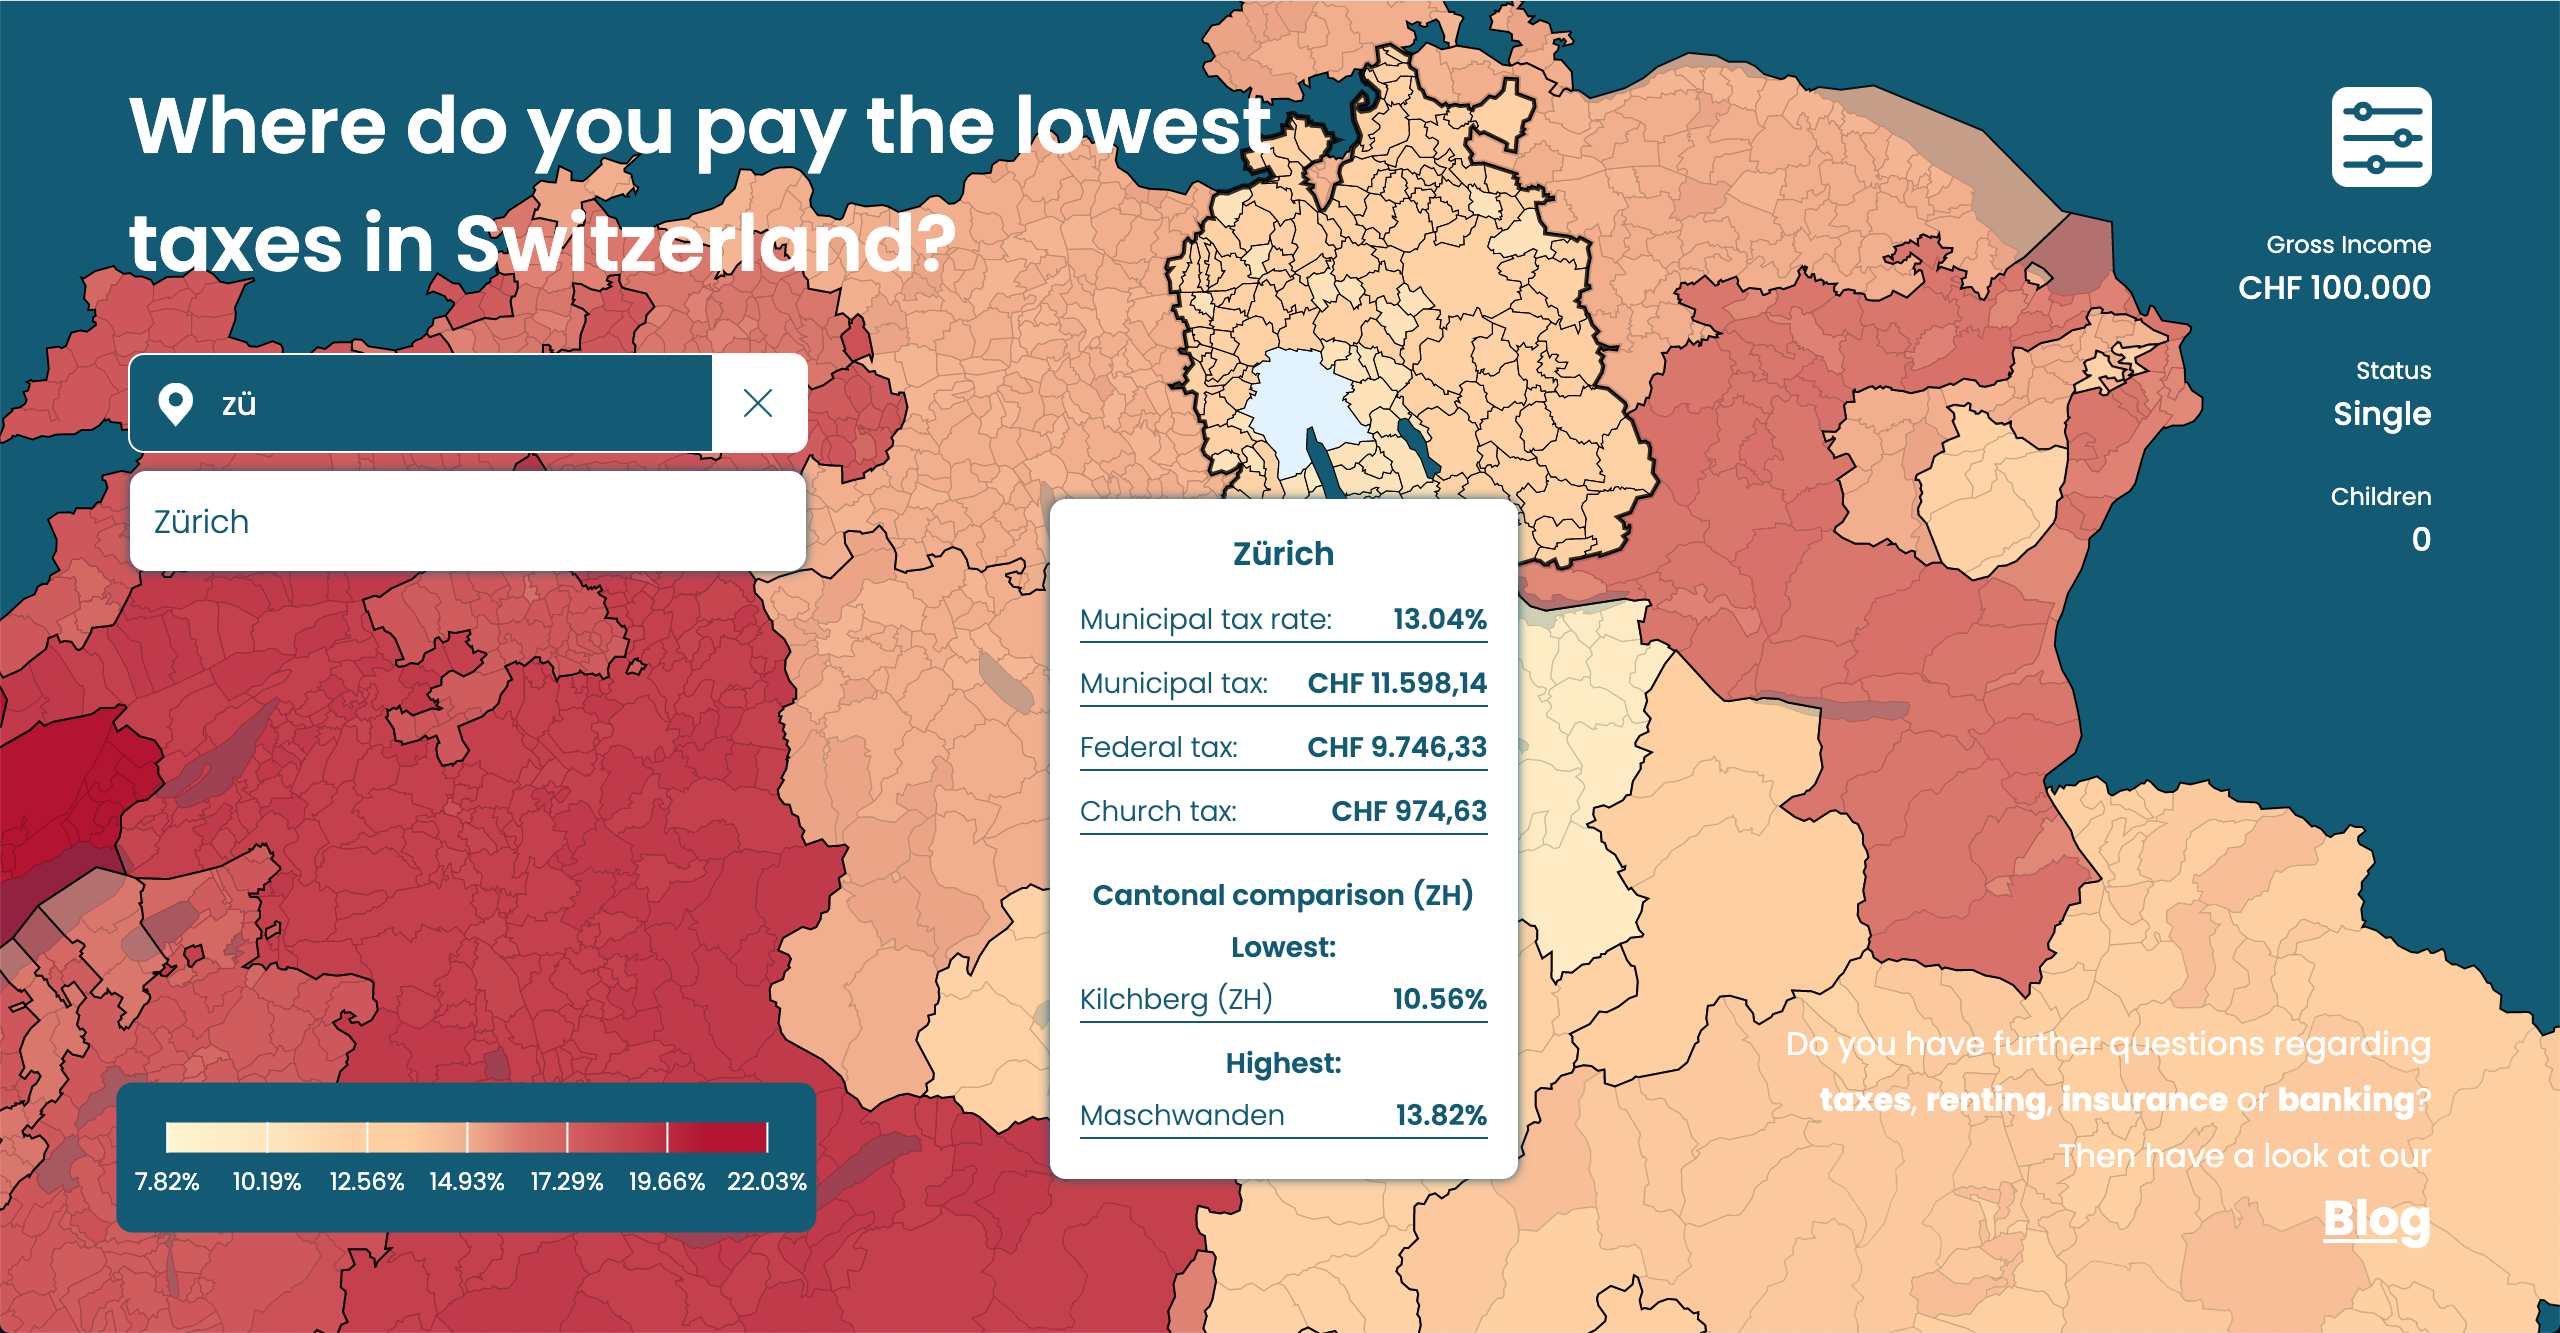 Where do you pay the lowest
taxes in Switzerland?
zü
Zürich
Gross Income
CHF 100.000
Status
Single
Children
0
Zürich
Municipal tax rate: 13.04%
Municipal tax: CHF 11.598,14
Federal tax: CHF 9.746,33
Church tax: CHF 974,63
Cantonal comparison (ZH)
Lowest:
Kilchberg (ZH) 10.56%
Highest:
Maschwanden 13.82%
7.82% 10.19% 12.56% 14.93% 17.29% 19.66% 22.03%
Do you have further questions regarding
taxes, renting, insurance or banking?
Then have a look at our
Blog